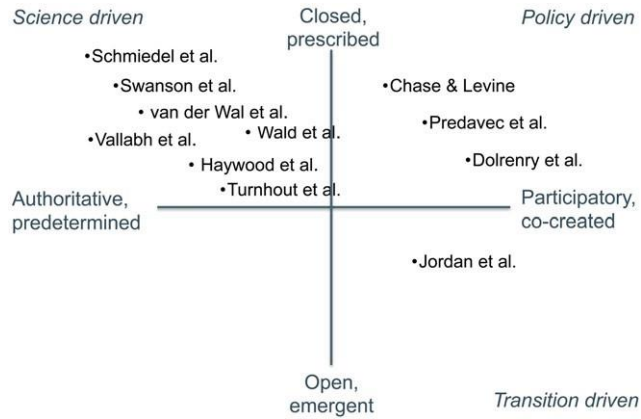 Science driven
Closed,
prescribed
Policy driven
•Schmiedel et al.
•Swanson et al.
•Chase & Levine
• van der Wal et al.
•Predavec et al.
• Wald et al.
•Vallabh et al.
•Dolrenry et al.
• Haywood et al.
•Turnhout et al.
Authoritative,
predetermined
Participatory,
co-created
•Jordan et al.
Open,
emergent
Transition driven